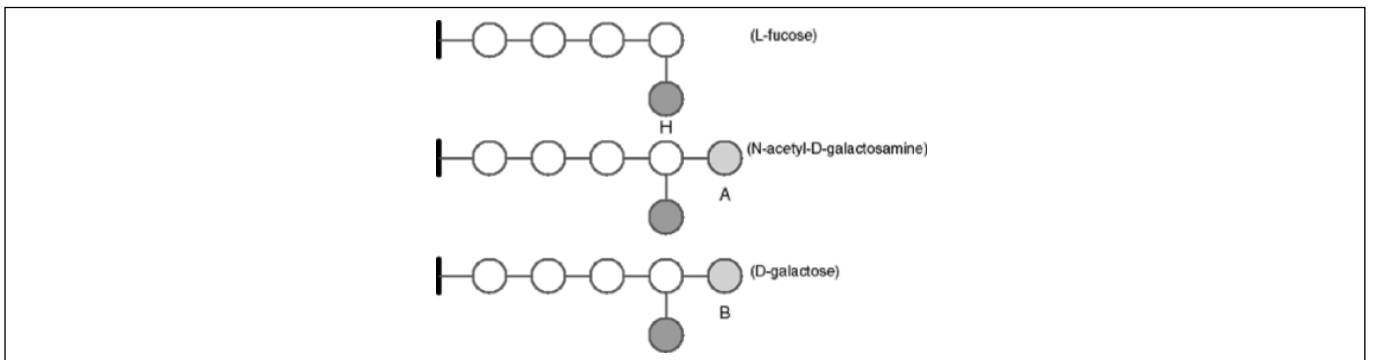 (L-fucose)
H
(N-acetyl-D-galactosamine)
A
(D-galactose)
B